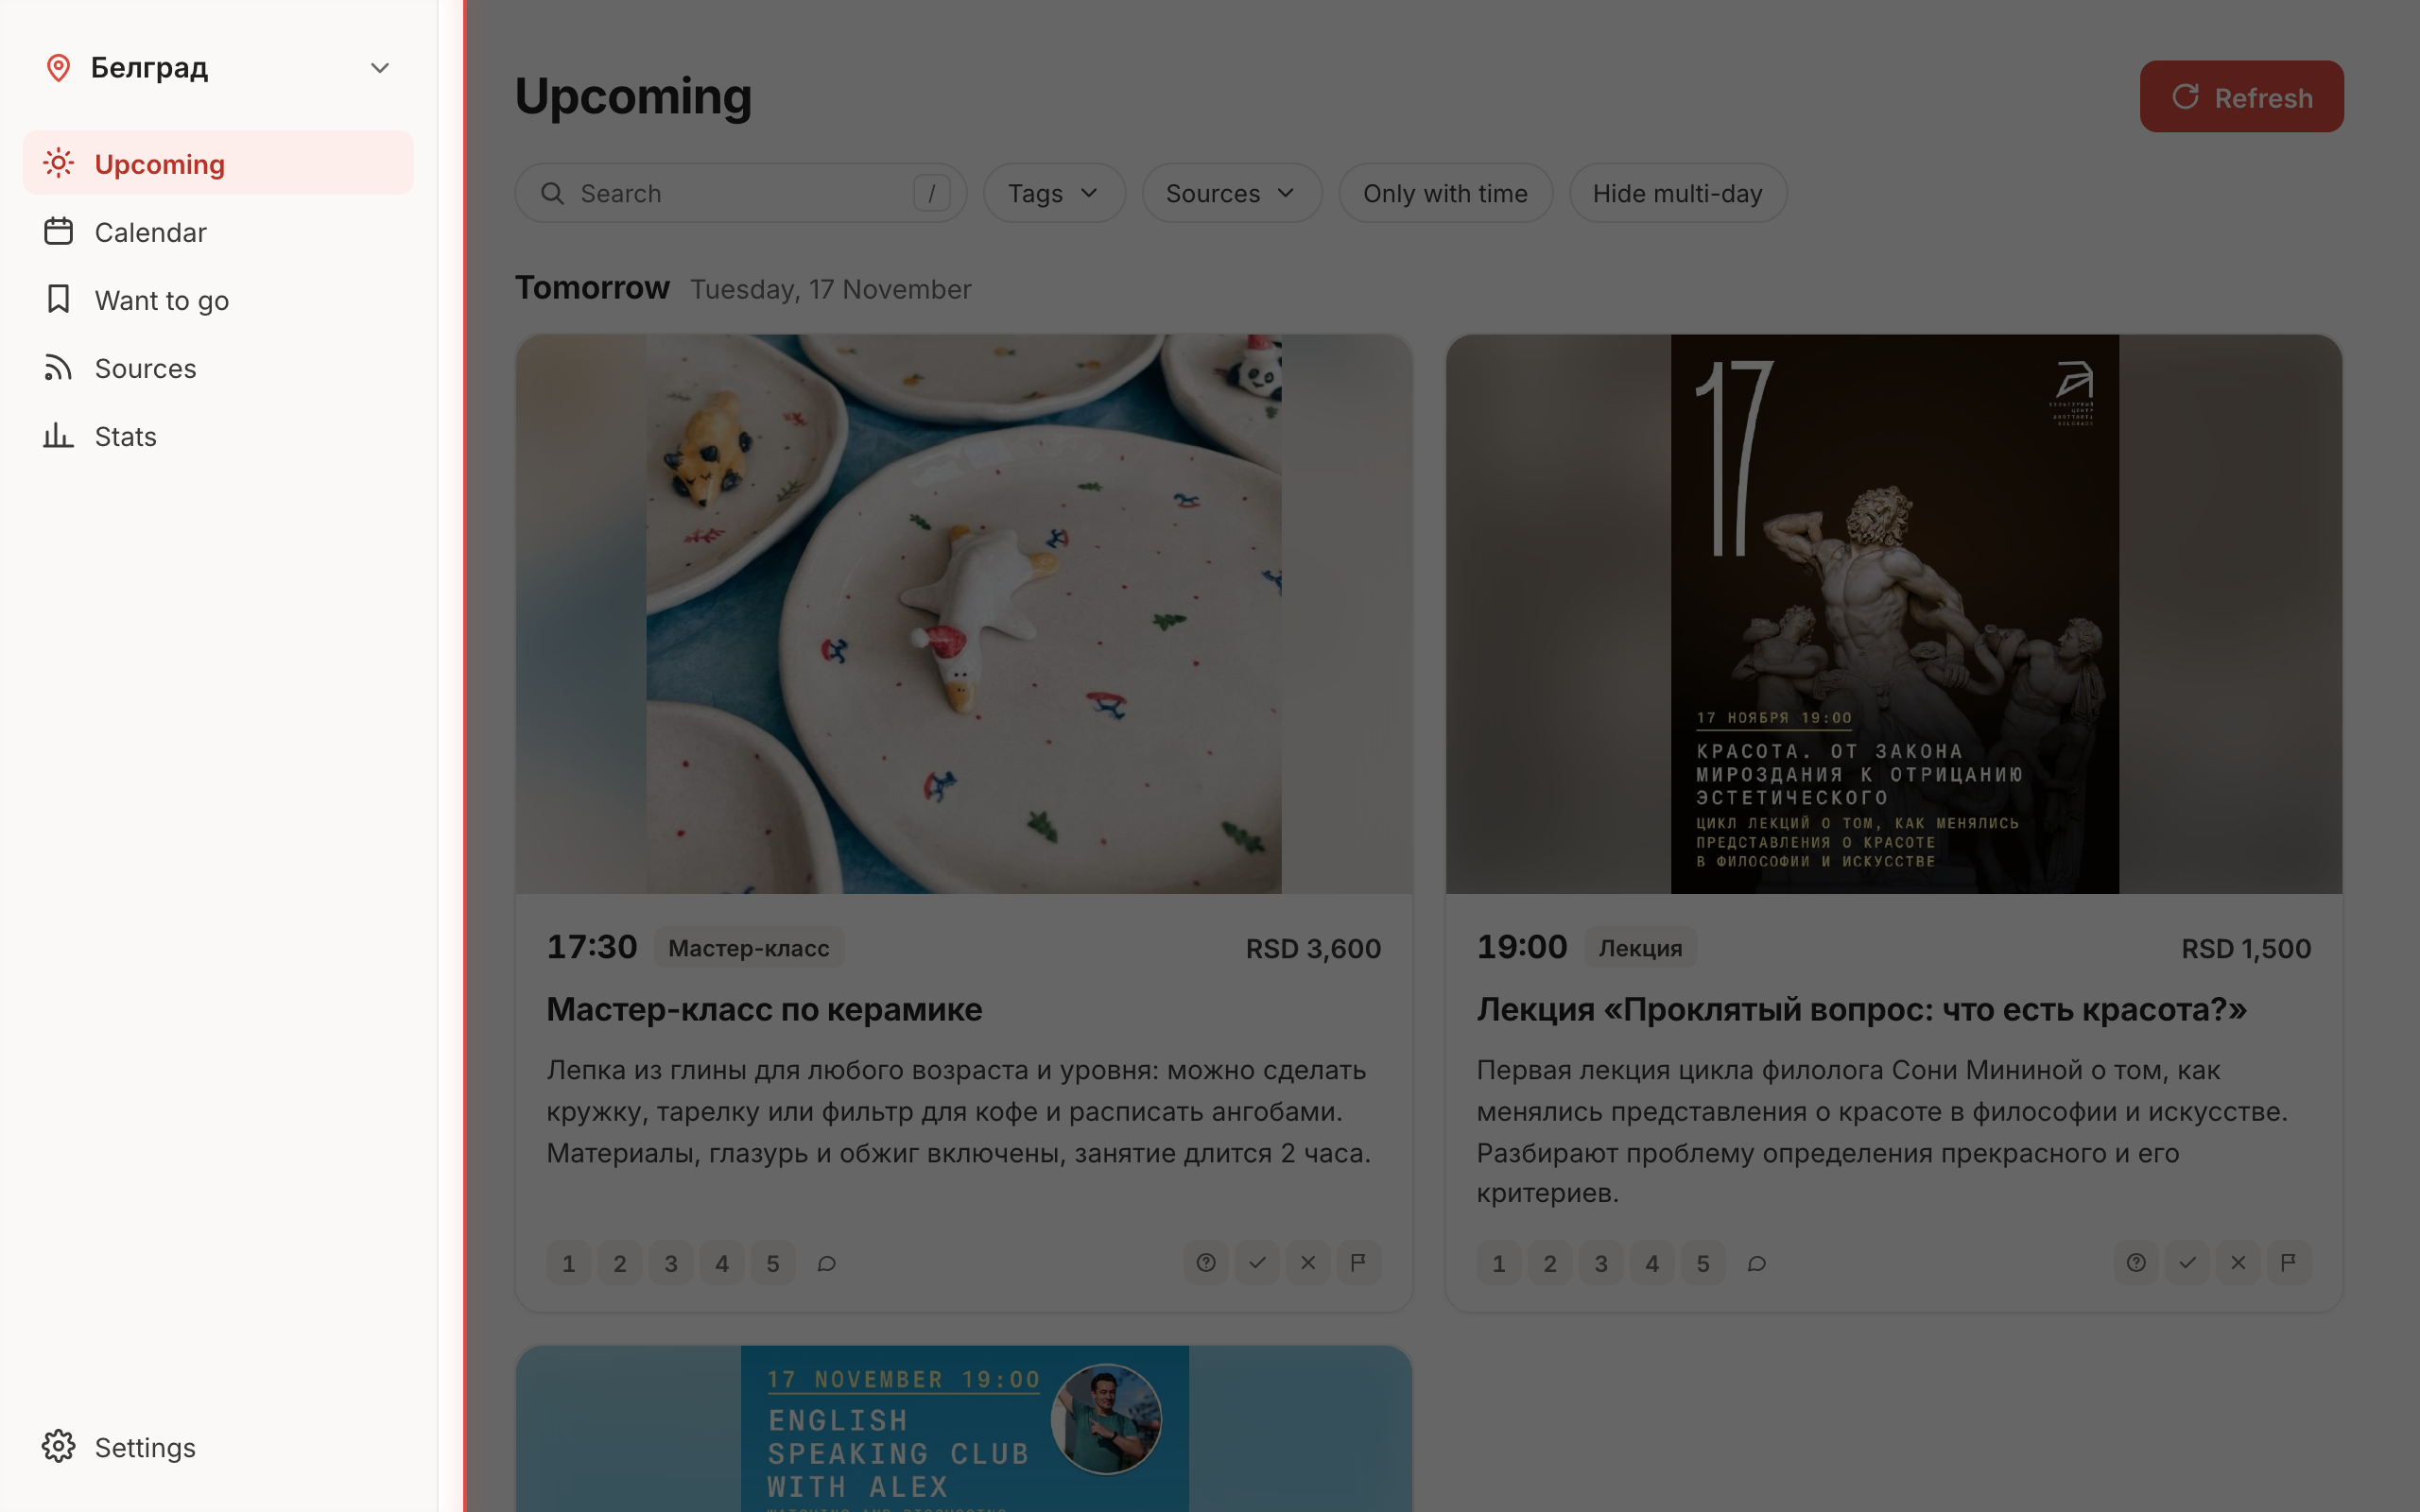 Белград
Upcoming
Calendar
Want to go
Sources
Stats
Settings
Upcoming
Refresh
Search /
Tags
Sources
Only with time
Hide multi-day
Tomorrow Tuesday, 17 November
17
17 НОЯБРЯ 19:00
КРАСОТА. ОТ ЗАКОНА
МИРОЗДАНИЯ К ОТРИЦАНИЮ
ЭСТЕТИЧЕСКОГО
ЦИКЛ ЛЕКЦИЙ О ТОМ, КАК МЕНЯЛИСЬ
ПРЕДСТАВЛЕНИЯ О КРАСОТЕ
В ФИЛОСОФИИ И ИСКУССТВЕ
17:30 Мастер-класс RSD 3,600
Мастер-класс по керамике
Лепка из глины для любого возраста и уровня: можно сделать
кружку, тарелку или фильтр для кофе и расписать ангобами.
Материалы, глазурь и обжиг включены, занятие длится 2 часа.
1 2 3 4 5
19:00 Лекция RSD 1,500
Лекция «Проклятый вопрос: что есть красота?»
Первая лекция цикла филолога Сони Мининой о том, как
менялись представления о красоте в философии и искусстве.
Разбирают проблему определения прекрасного и его
критериев.
1 2 3 4 5
17 NOVEMBER 19:00
ENGLISH
SPEAKING CLUB
WITH ALEX